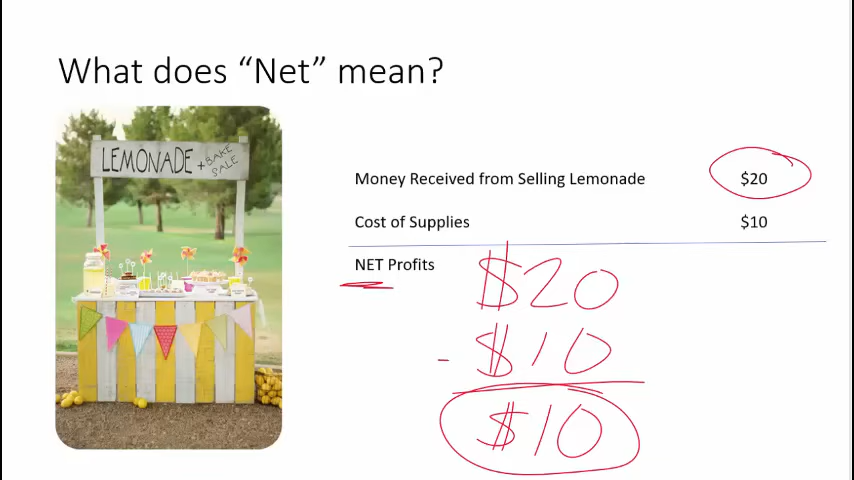 What does “Net” mean?
LEMONADE + BAKE SALE
Money Received from Selling Lemonade $20
Cost of Supplies $10
NET Profits
$20
- $10
$10